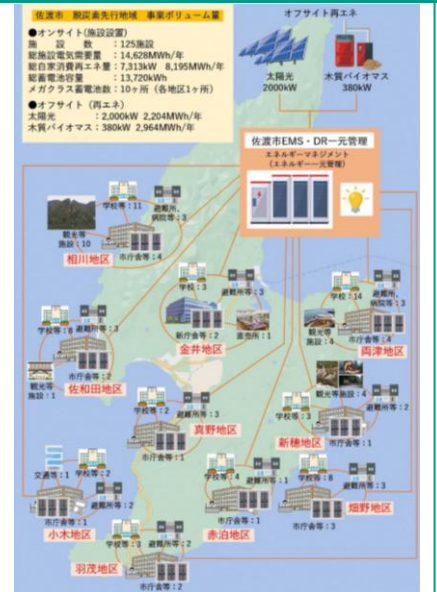 佐渡市 脱炭素先行地域 事業ボリューム量
●オンサイト(施設設置)
施設数:125施設
総施設電気需要量:14,628MWh/年
総自家消費再エネ量:7,313kW 8,195MWh/年
総蓄電池容量:13,720kWh
メガクラス蓄電池数:10ヶ所(各地区1ヶ所)
●オフサイト(再エネ)
太陽光:2,000kW 2,204MWh/年
木質バイオマス:380kW 2,964MWh/年
オフサイト再エネ
太陽光
2000kW
木質バイオマス
380kW
佐渡市EMS・DR一元管理
エネルギーマネジメント
(エネルギー一元管理)
学校等:11
避難所、
病院等:3
観光等
施設:10
市庁舎等:4
相川地区
学校:3
避難所等:3
新庁舎等:2
直売所:1
金井地区
学校:14
避難所、
病院等:3
観光等
施設:4
市庁舎等:4
両津地区
避難所等:3
市庁舎等:2
観光等
施設:1
佐和田地区
学校等:2
避難所等:3
市庁舎等:1
真野地区
観光等施設:4
学校等:3
避難所等:2
市庁舎等:1
新穂地区
交通等:1
学校等:2
避難所等:2
市庁舎等:1
小木地区
学校等:4
避難所等:1
市庁舎等:1
赤泊地区
学校等:8
避難所等:2
市庁舎等:3
畑野地区
学校等:3
避難所等:2
市庁舎等:2
羽茂地区